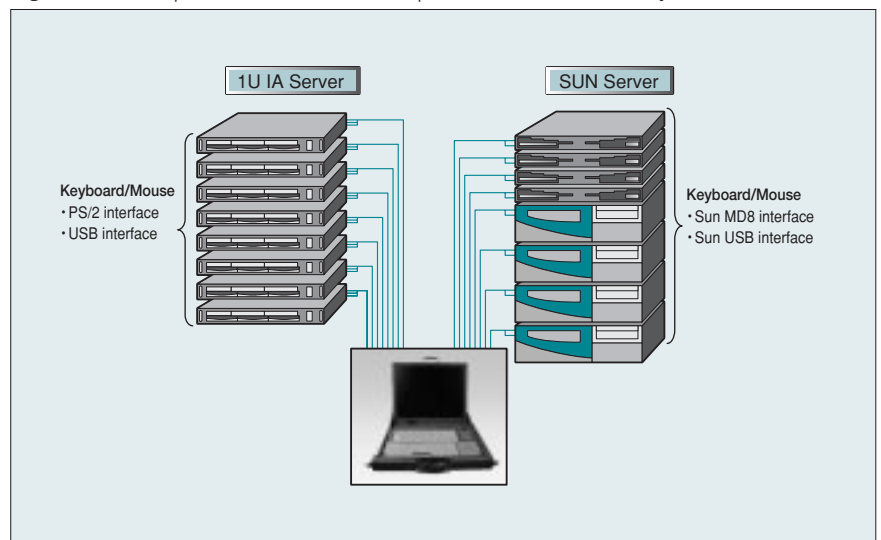 1U IA Server
SUN Server
Keyboard/Mouse
・PS/2 interface
・USB interface
Keyboard/Mouse
・Sun MD8 interface
・Sun USB interface